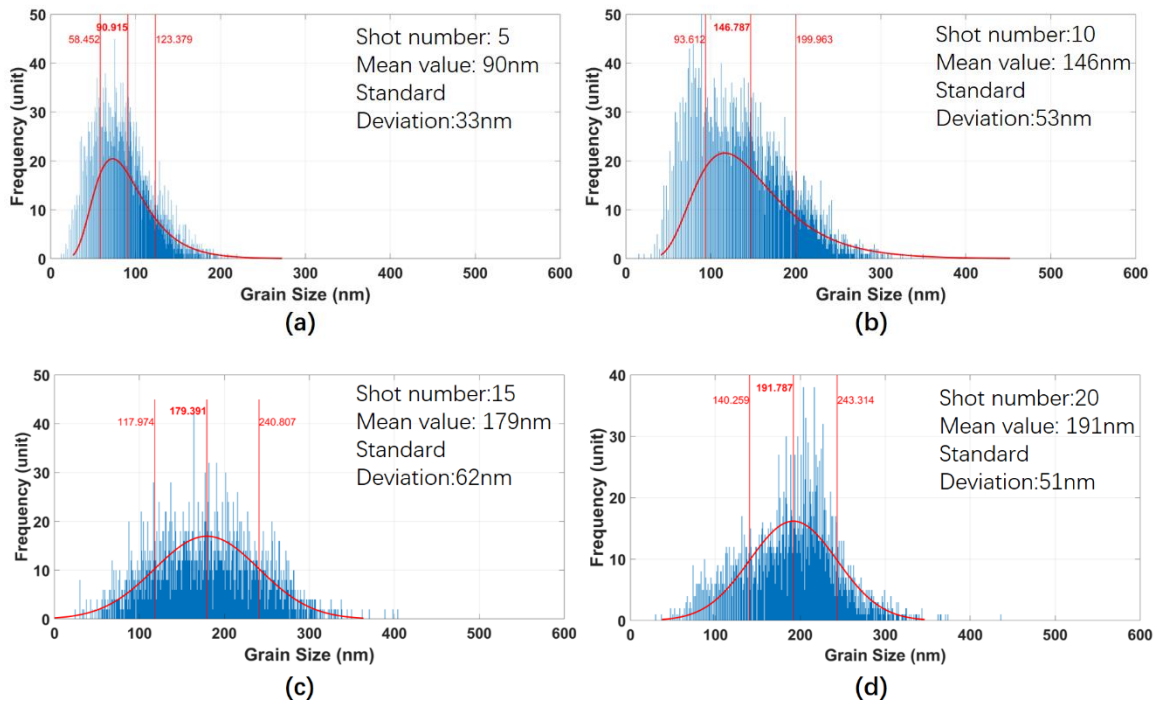 50
40
30
20
10
0
Frequency (unit)
58.452
90.915
123.379
Shot number: 5
Mean value: 90nm
Standard
Deviation:33nm
0 100 200 300 400 500 600
Grain Size (nm)
(a)
50
40
30
20
10
0
Frequency (unit)
93.612
146.787
199.963
Shot number:10
Mean value: 146nm
Standard
Deviation:53nm
0 100 200 300 400 500 600
Grain Size (nm)
(b)
50
40
30
20
10
0
Frequency (unit)
117.974
179.391
240.807
Shot number:15
Mean value: 179nm
Standard
Deviation:62nm
0 100 200 300 400 500 600
Grain Size (nm)
(c)
40
30
20
10
0
Frequency (unit)
140.259
191.787
243.314
Shot number:20
Mean value: 191nm
Standard
Deviation:51nm
0 100 200 300 400 500 600
Grain Size (nm)
(d)